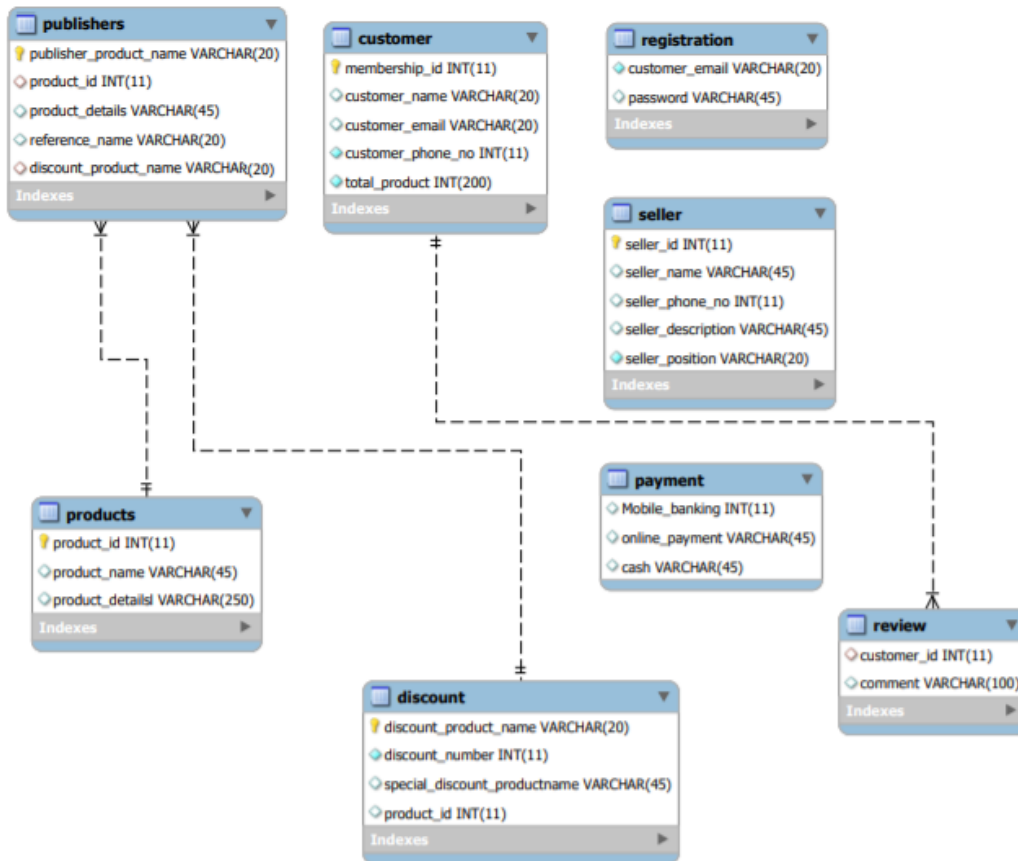 publishers
publisher_product_name VARCHAR(20)
product_id INT(11)
product_details VARCHAR(45)
reference_name VARCHAR(20)
discount_product_name VARCHAR(20)
Indexes
customer
membership_id INT(11)
customer_name VARCHAR(20)
customer_email VARCHAR(20)
customer_phone_no INT(11)
total_product INT(200)
Indexes
registration
customer_email VARCHAR(20)
password VARCHAR(45)
Indexes
seller
seller_id INT(11)
seller_name VARCHAR(45)
seller_phone_no INT(11)
seller_description VARCHAR(45)
seller_position VARCHAR(20)
Indexes
payment
Mobile_banking INT(11)
online_payment VARCHAR(45)
cash VARCHAR(45)
products
product_id INT(11)
product_name VARCHAR(45)
product_detailsl VARCHAR(250)
Indexes
review
customer_id INT(11)
comment VARCHAR(100)
Indexes
discount
discount_product_name VARCHAR(20)
discount_number INT(11)
special_discount_productname VARCHAR(45)
product_id INT(11)
Indexes